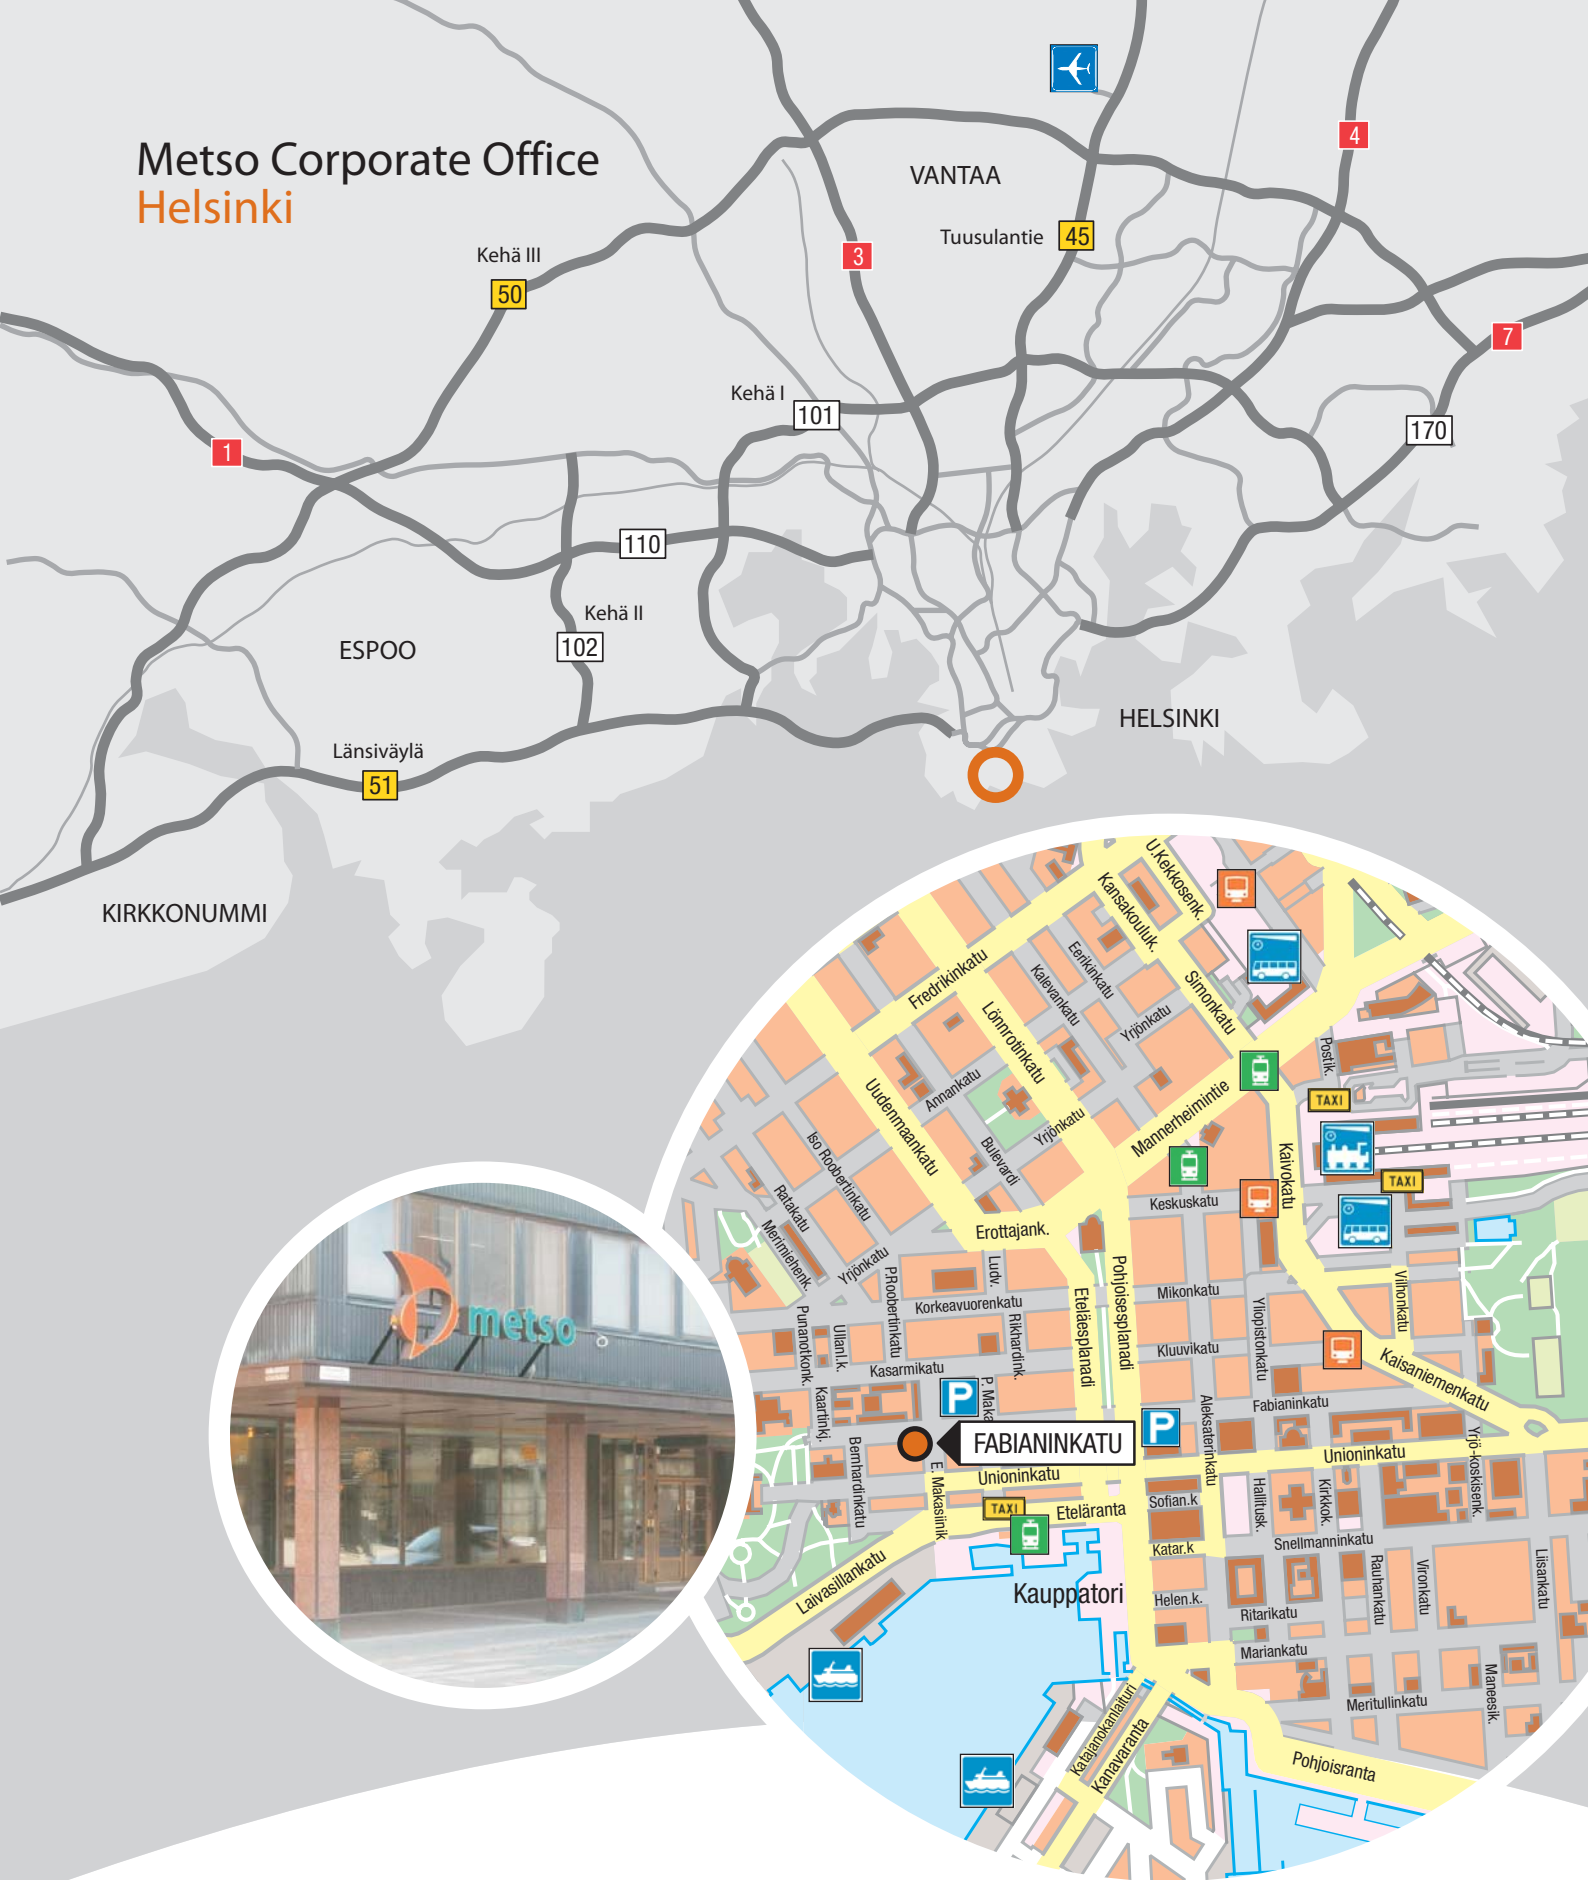 Metso Corporate Office
Helsinki
4
VANTAA
Tuusulantie
45
3
Kehä III
50
7
Kehä I
101
170
1
110
Kehä II
102
ESPOO
HELSINKI
Länsiväylä
51
KIRKKONUMMI
U.Kekkosenk.
Kansakouluk.
Fredrikinkatu
Eerikinkatu
Kalevankatu
Simonkatu
Lönnrotinkatu
Yrjönkatu
Postik.
Annankatu
Uudenmaankatu
Mannerheimintie
TAXI
Yrjönkatu
Bulevardi
Iso Roobertinkatu
Kaivokatu
TAXI
Ratakatu
Merimiehenk.
Keskuskatu
Erottajank.
Yrjönkatu
P.Roobertinkatu
Ludv.
Korkeavuorenkatu
Eteläesplanadi
Pohjoisesplanadi
Mikonkatu
Yliopistonkatu
Vilhonkatu
Punanotkonk.
Ullanl.k.
Rikhardink.
Kluuvikatu
Kaisaniemenkatu
metso
Kasarmikatu
P
P. Maka
Kaartinkj.
Fabianinkatu
Aleksaterinkatu
P
FABIANINKATU
Bernhardinkatu
E. Makasiinik
Unioninkatu
Unioninkatu
Yrjö-koskisenk.
Hallitusk.
Kirkkok.
Sofian.k
TAXI
Eteläranta
Snellmanninkatu
Katar.k
Laivasillankatu
Kauppatori
Helen.k.
Rauhankatu
Vironkatu
Liisankatu
Ritarikatu
Mariankatu
Maneesik.
Meritullinkatu
Katajanokanlaituri
Kanavaranta
Pohjoisranta